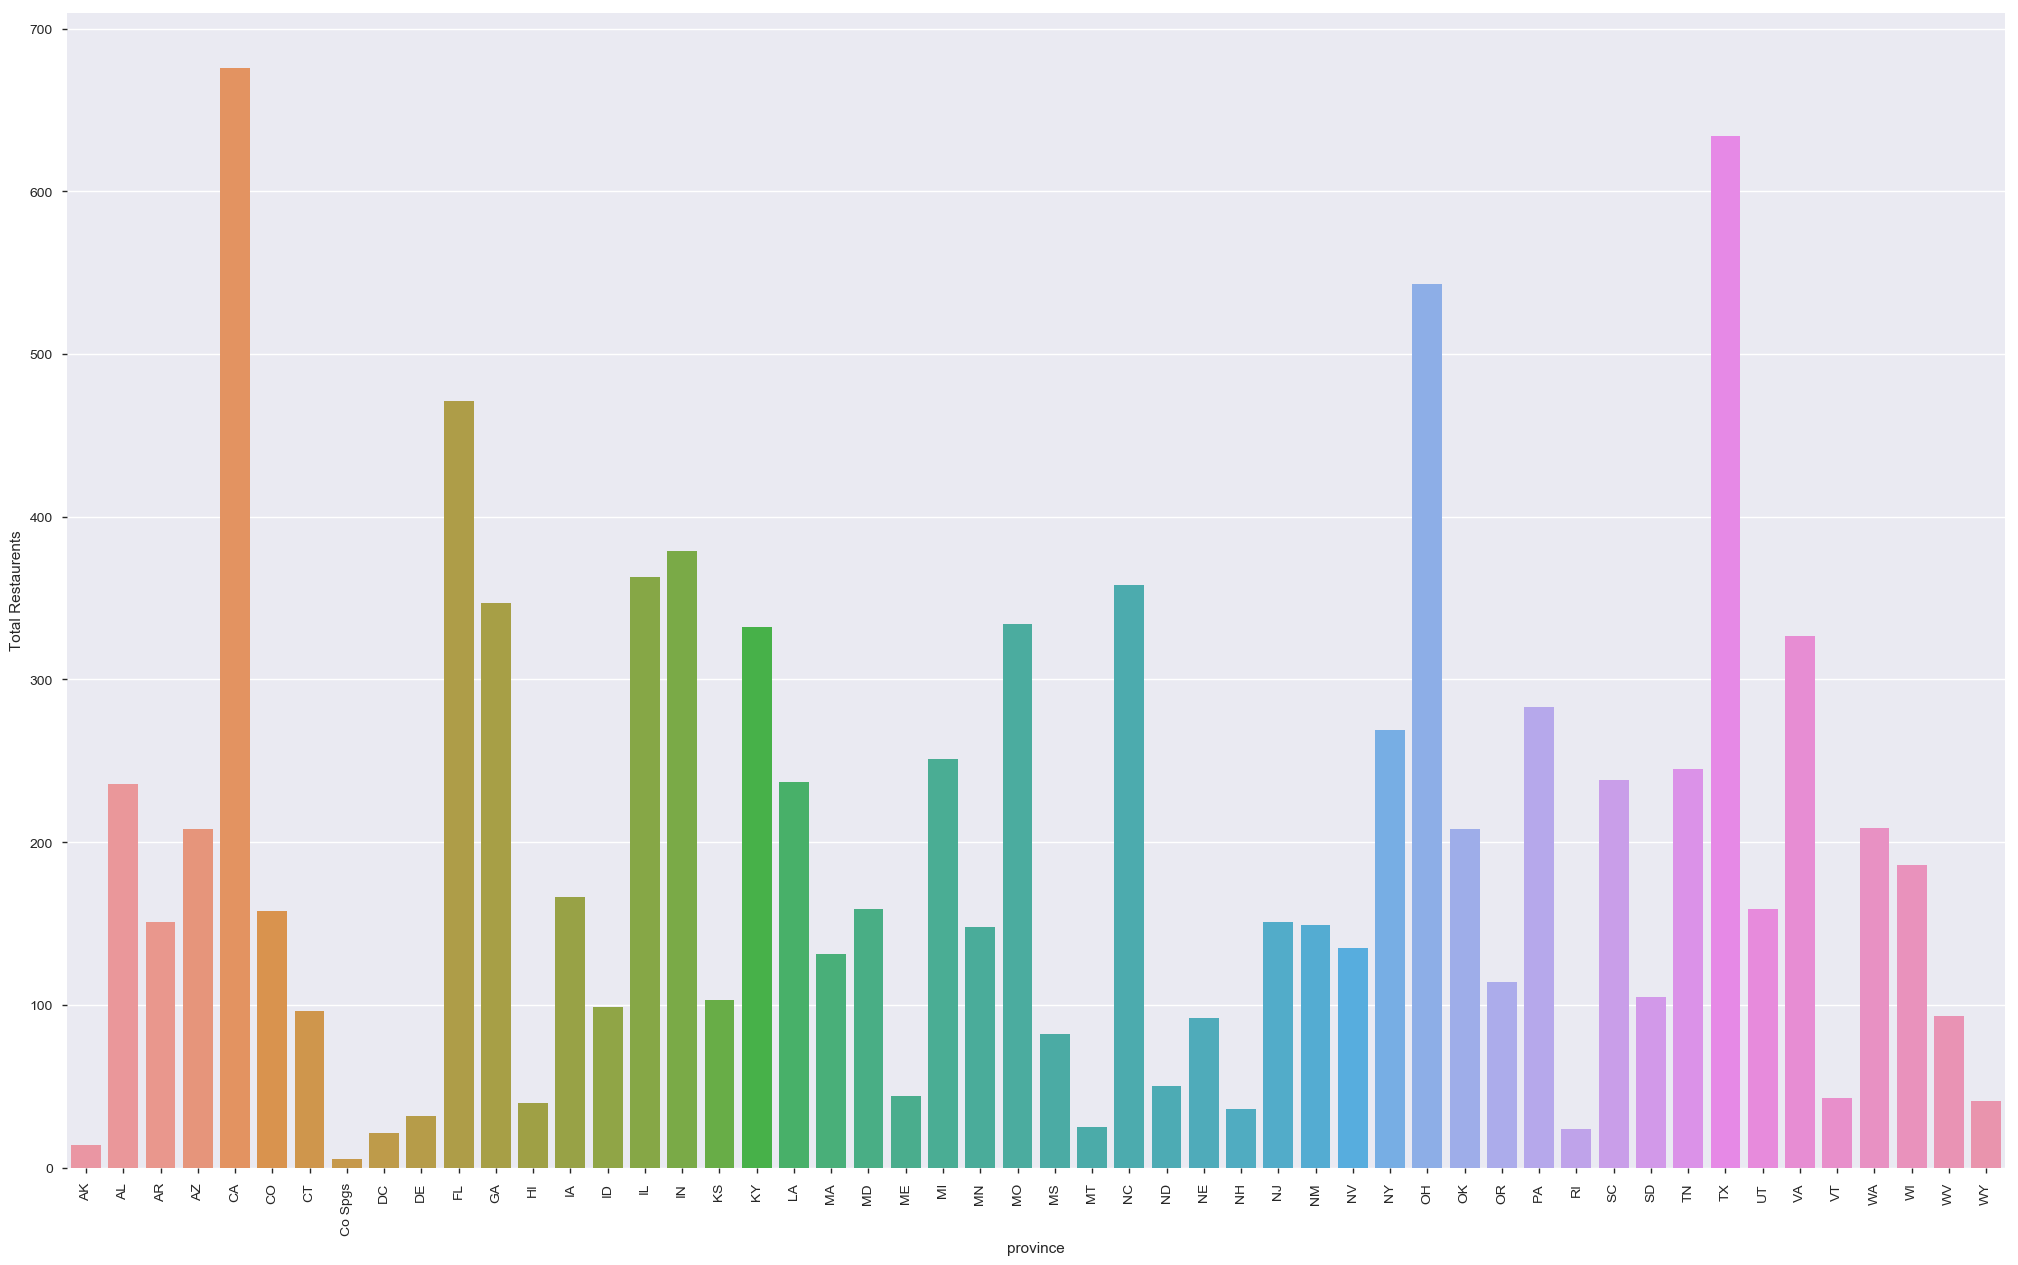 700
600
500
400
300
200
100
0
Total Restaurents
AK AL AR AZ CA CO CT Co Spgs DC DE FL GA HI IA ID IL IN KS KY LA MA MD ME MI MN MO MS MT NC ND NE NH NJ NM NV NY OH OK OR PA RI SC SD TN TX UT VA VT WA WI WV WY
province